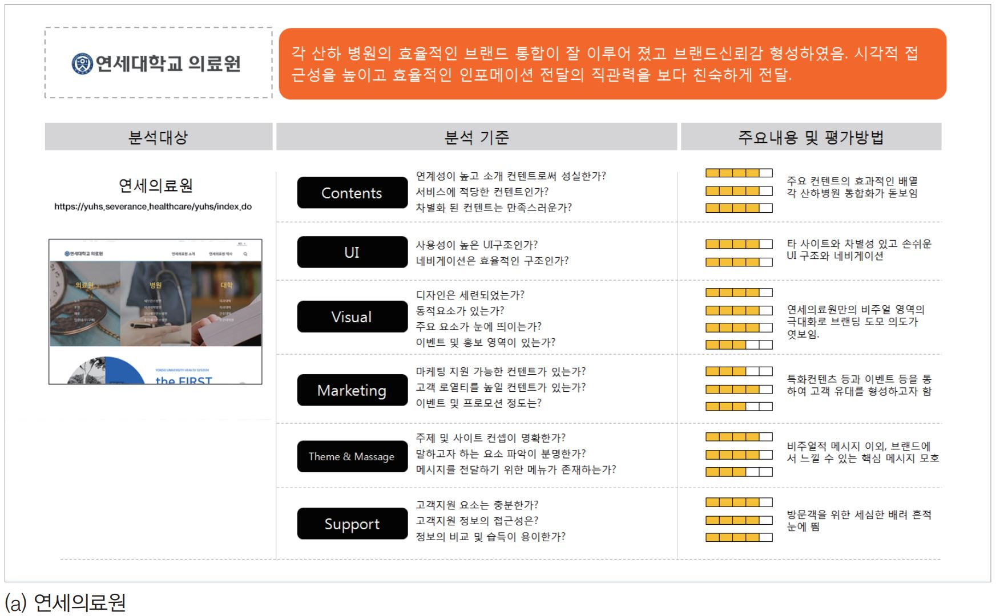 연세대학교 의료원
각 산하 병원의 효율적인 브랜드 통합이 잘 이루어 졌고 브랜드신뢰감 형성하였음. 시각적 접
근성을 높이고 효율적인 인포메이션 전달의 직관력을 보다 친숙하게 전달.
분석대상
분석 기준
주요내용 및 평가방법
연세의료원
https://yuhs.severance.healthcare/yuhs/index.do
연세대학교 의료원
연세의료원 소개
연세의료원 역사
의료원
병원
대학
YONSEI UNIVERSITY HEALTH SYSTEM
the FIRST
Contents
연계성이 높고 소개 컨텐트로써 성실한가?
서비스에 적당한 컨텐트인가?
차별화 된 컨텐트는 만족스러운가?
주요 컨텐트의 효과적인 배열
각 산하병원 통합화가 돋보임
UI
사용성이 높은 UI구조인가?
네비게이션은 효율적인 구조인가?
타 사이트와 차별성 있고 손쉬운
UI 구조와 네비게이션
Visual
디자인은 세련되었는가?
동적요소가 있는가?
주요 요소가 눈에 띄이는가?
이벤트 및 홍보 영역이 있는가?
연세의료원만의 비주얼 영역의
극대화로 브랜딩 도모 의도가
엿보임.
Marketing
마케팅 지원 가능한 컨텐트가 있는가?
고객 로열티를 높일 컨텐트가 있는가?
이벤트 및 프로모션 정도는?
특화컨텐츠 등과 이벤트 등을 통
하여 고객 유대를 형성하고자 함
Theme & Massage
주제 및 사이트 컨셉이 명확한가?
말하고자 하는 요소 파악이 분명한가?
메시지를 전달하기 위한 메뉴가 존재하는가?
비주얼적 메시지 이외, 브랜드에
서 느낄 수 있는 핵심 메시지 모호
Support
고객지원 요소는 충분한가?
고객지원 정보의 접근성은?
정보의 비교 및 습득이 용이한가?
방문객을 위한 세심한 배려 흔적
눈에 띔
(a) 연세의료원